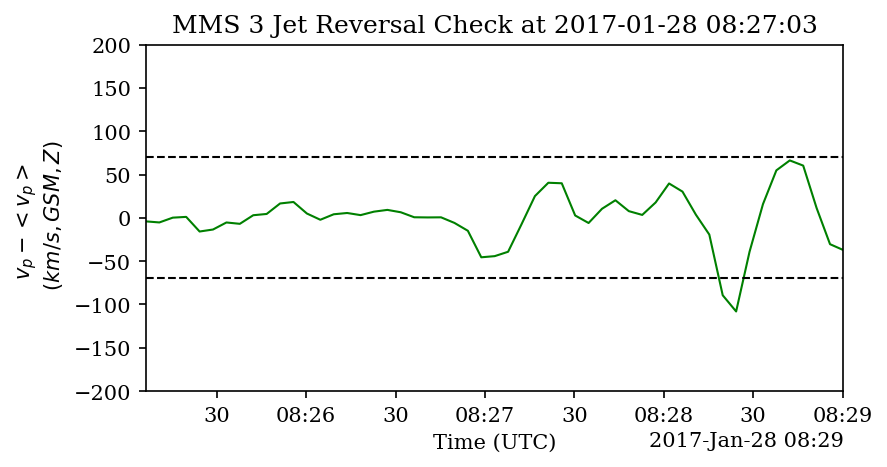 MMS 3 Jet Reversal Check at 2017-01-28 08:27:03
200
150
100
50
0
−50
−100
−150
−200
v_p − < v_p >
(km/s, GSM, Z)
30 08:26 30 08:27 30 08:28 30 08:29
Time (UTC)
2017-Jan-28 08:29